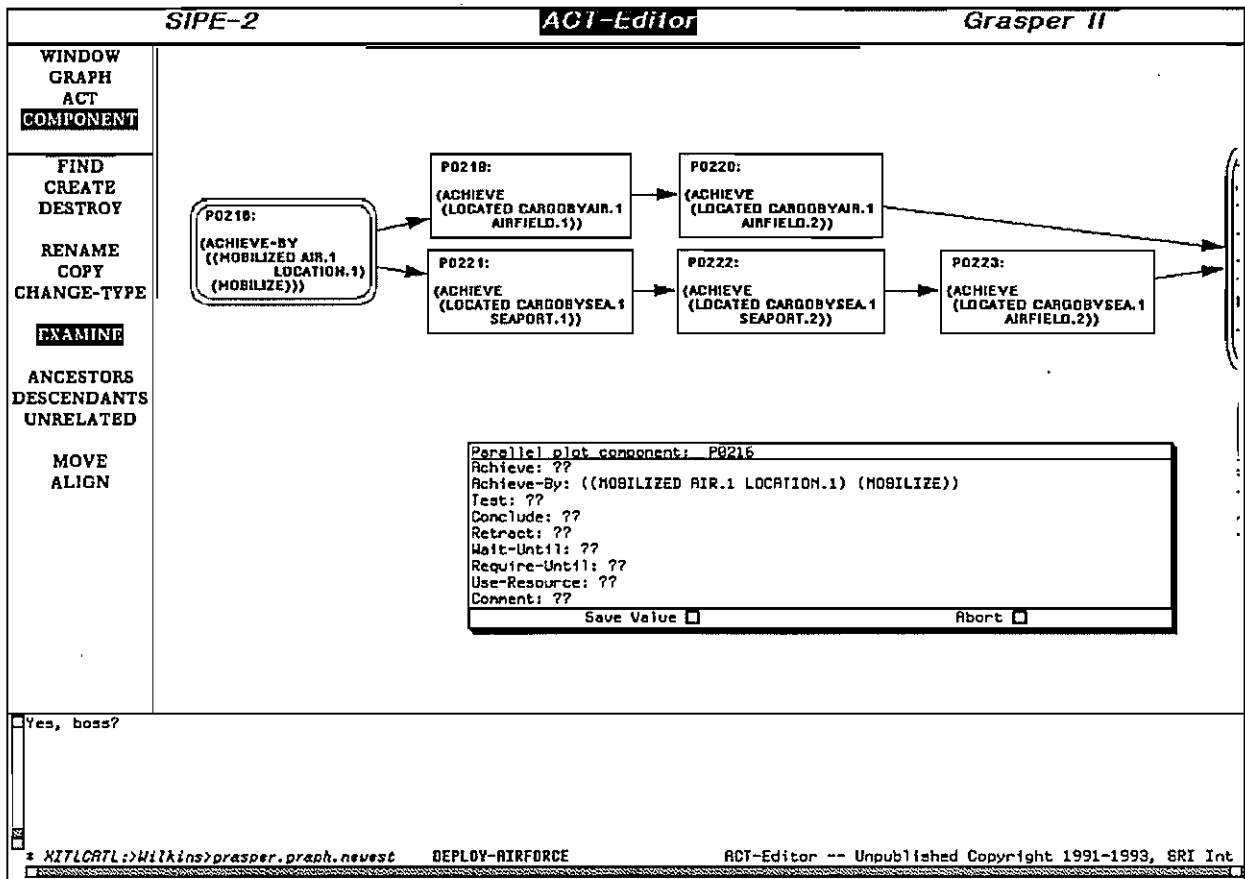 SIPE-2 ACT-Editor Grasper II
WINDOW
GRAPH
ACT
COMPONENT
FIND
CREATE
DESTROY
RENAME
COPY
CHANGE-TYPE
EXAMINE
ANCESTORS
DESCENDANTS
UNRELATED
MOVE
ALIGN
P0216:
(ACHIEVE-BY
((MOBILIZED AIR.1
LOCATION.1)
(MOBILIZE)))
P0218:
(ACHIEVE
(LOCATED CARGOBYAIR.1
AIRFIELD.1))
P0220:
(ACHIEVE
(LOCATED CARGOBYAIR.1
AIRFIELD.2))
P0221:
(ACHIEVE
(LOCATED CARGOBYSEA.1
SEAPORT.1))
P0222:
(ACHIEVE
(LOCATED CARGOBYSEA.1
SEAPORT.2))
P0223:
(ACHIEVE
(LOCATED CARGOBYSEA.1
AIRFIELD.2))
Parallel plot component: P0216
Achieve: ??
Achieve-By: ((MOBILIZED AIR.1 LOCATION.1) (MOBILIZE))
Test: ??
Conclude: ??
Retract: ??
Wait-Until: ??
Require-Until: ??
Use-Resource: ??
Comment: ??
Save Value Abort
Yes, boss?
* XITLCATL:>Wilkins>prasper.praph.newest DEPLOY-AIRFORCE ACT-Editor -- Unpublished Copyright 1991-1993, SRI Int